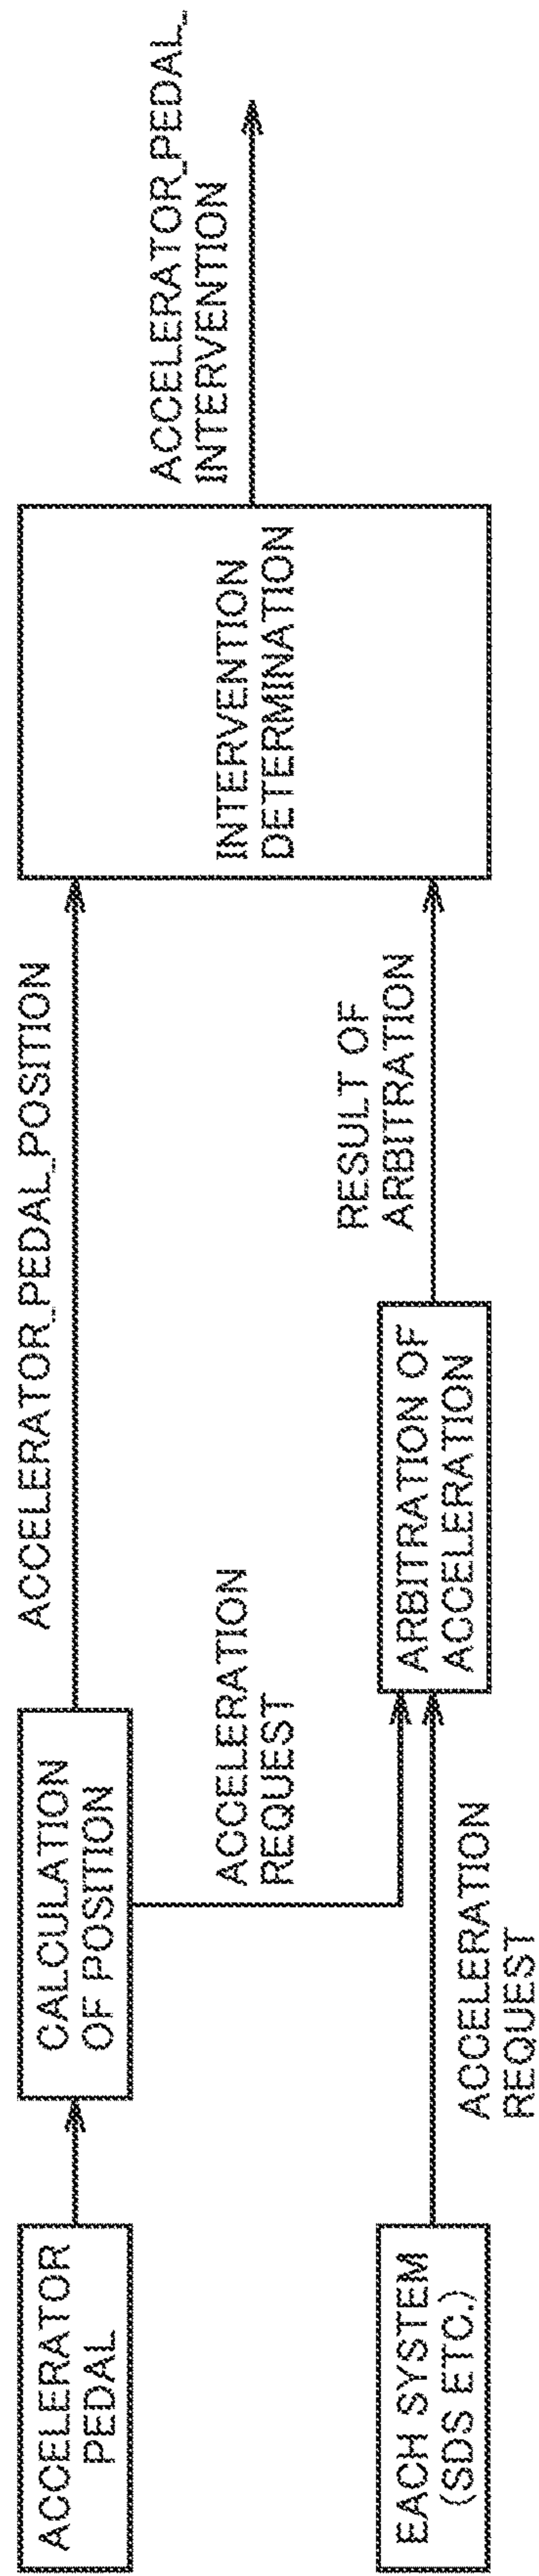 ACCELERATOR
PEDAL
CALCULATION
OF POSITION
ACCELERATOR_PEDAL_POSITION
ACCELERATION
REQUEST
EACH SYSTEM
(SDS ETC.)
ACCELERATION
REQUEST
ARBITRATION OF
ACCELERATION
RESULT OF
ARBITRATION
INTERVENTION
DETERMINATION
ACCELERATOR_PEDAL_
INTERVENTION